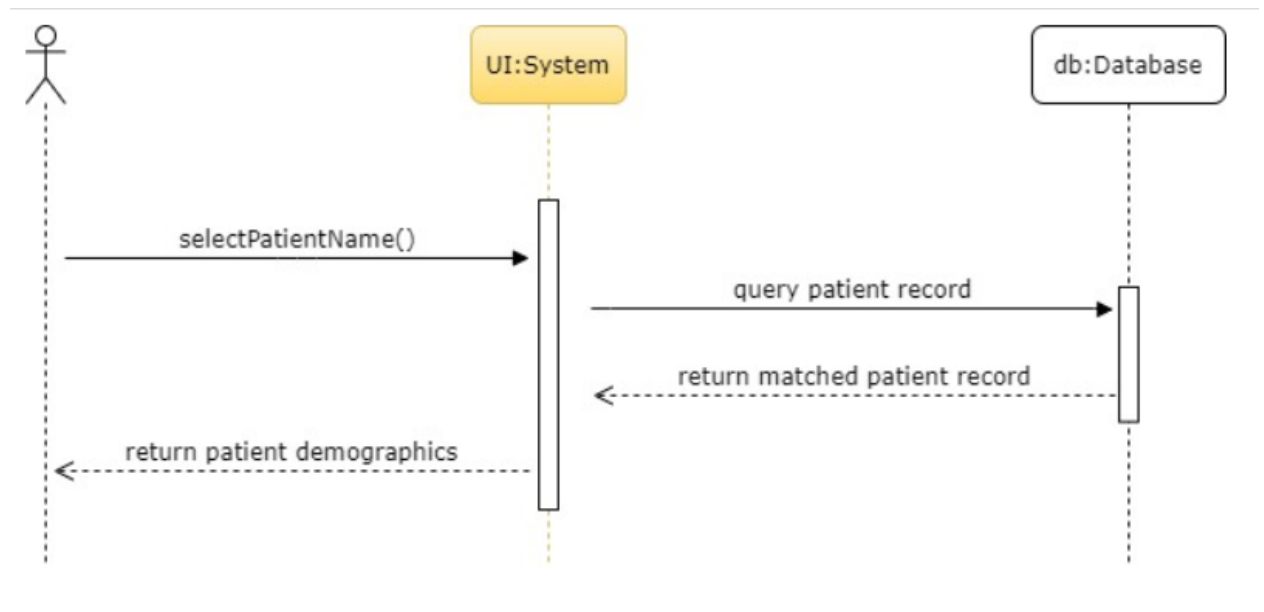 UI:System
db:Database
selectPatientName()
query patient record
return matched patient record
return patient demographics